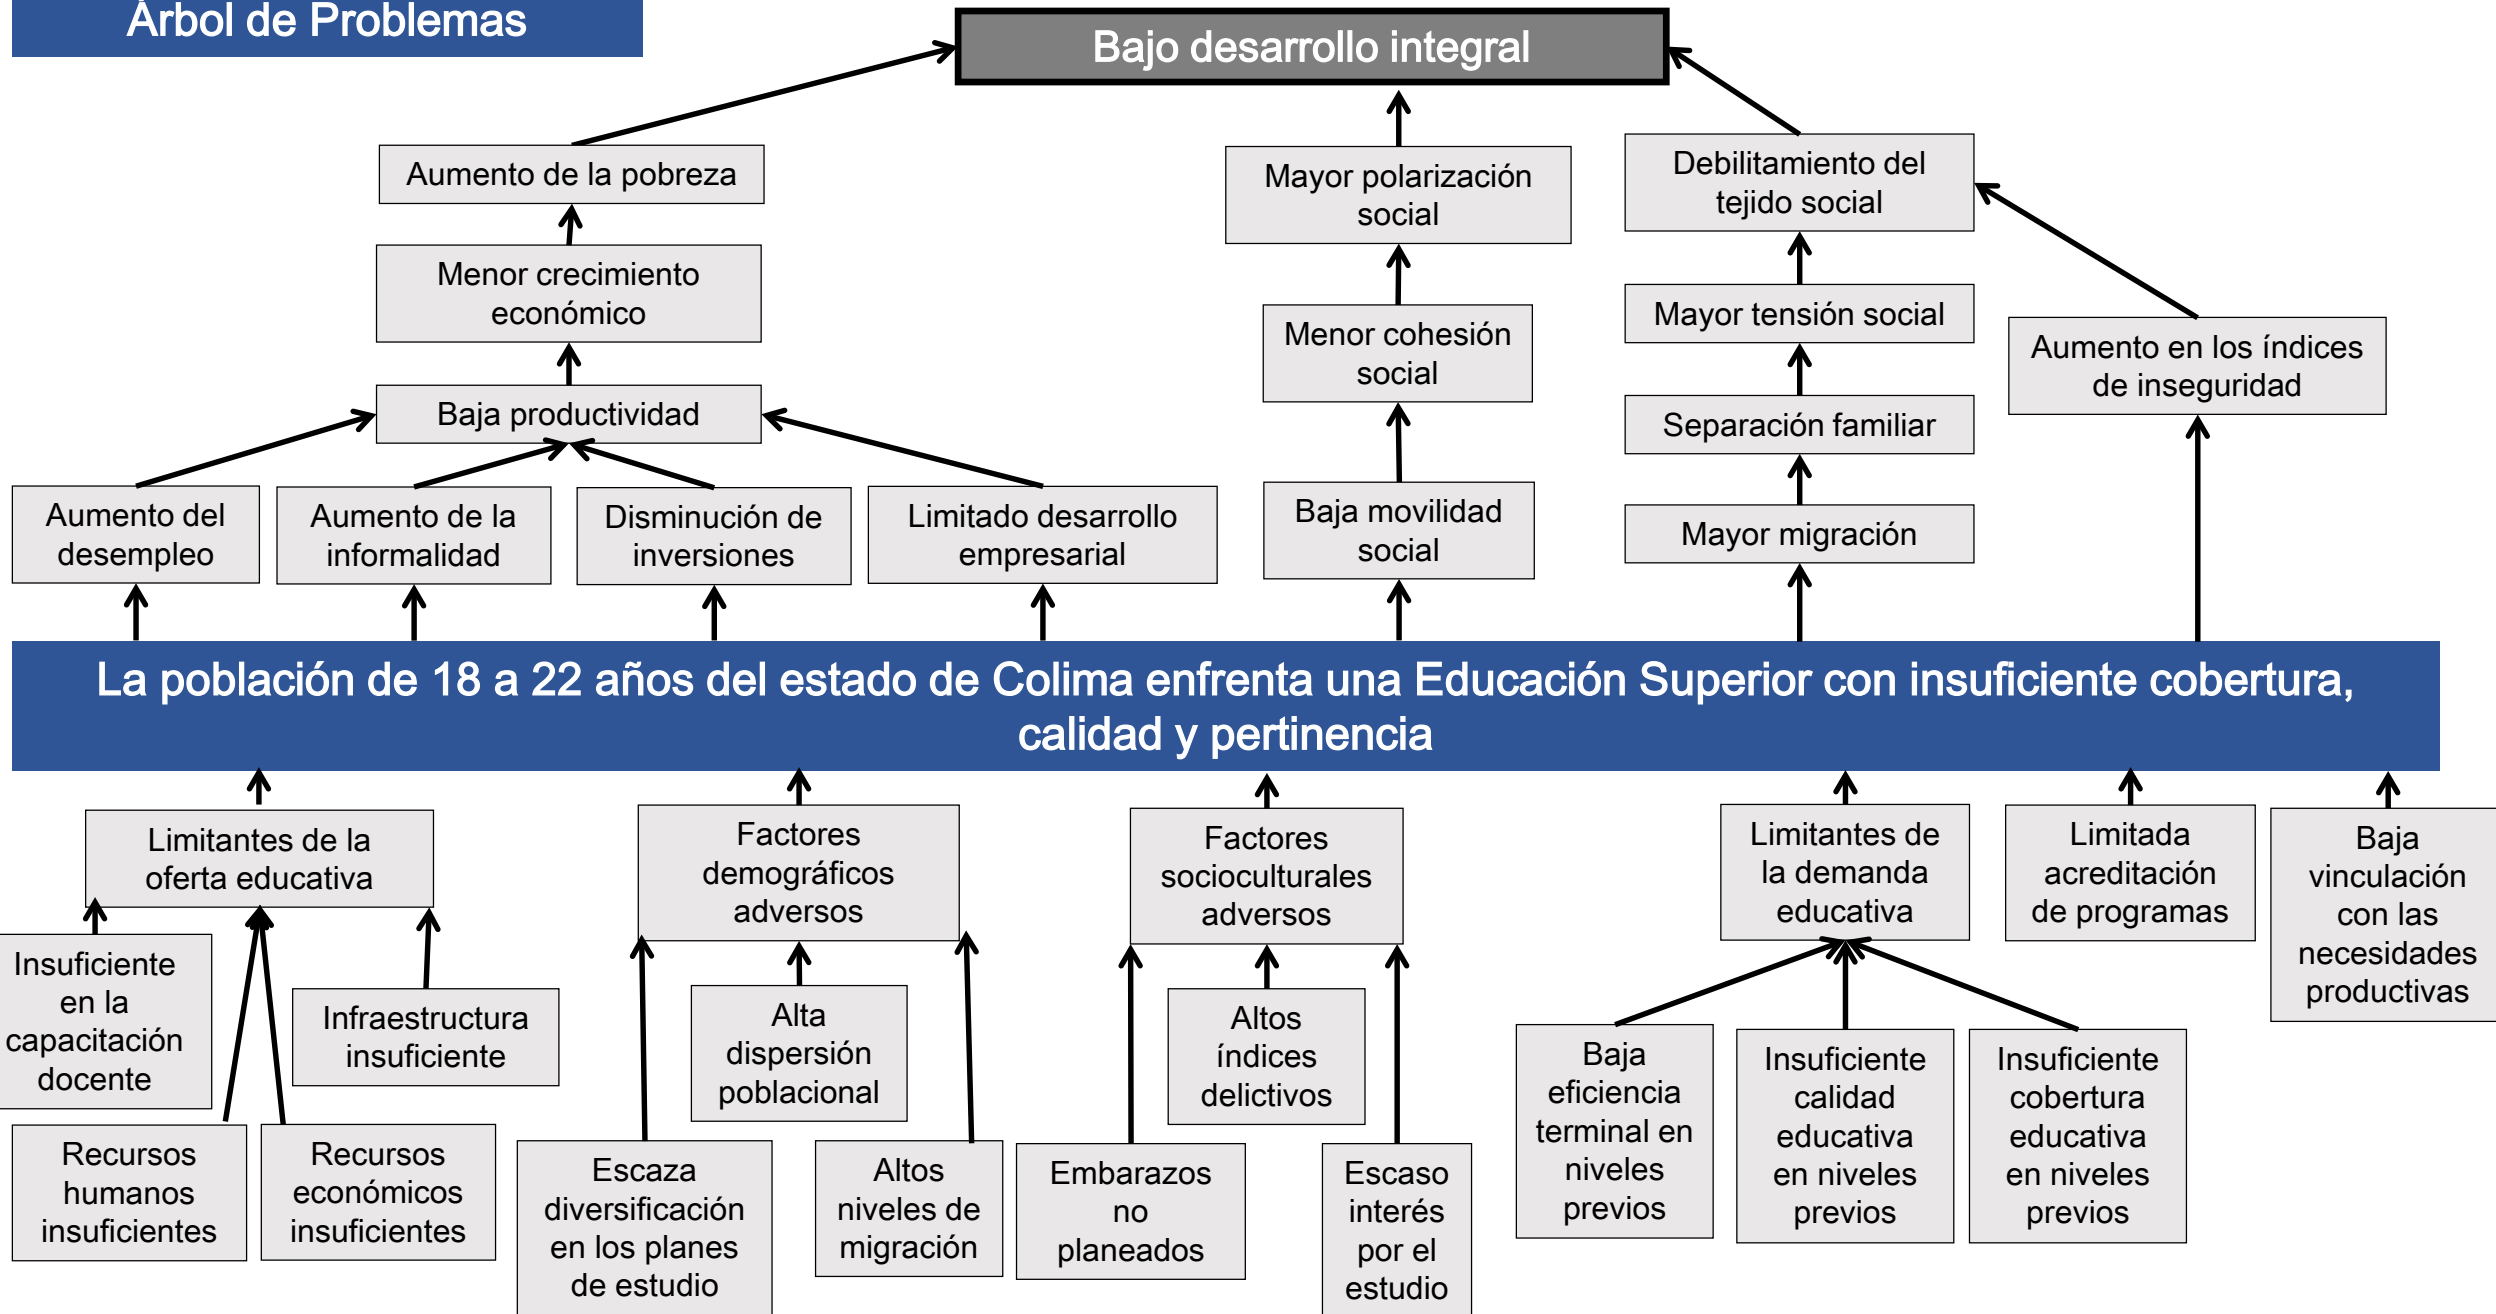 Árbol de Problemas
Bajo desarrollo integral
Aumento de la pobreza
Mayor polarización
social
Debilitamiento del
tejido social
Menor crecimiento
económico
Menor cohesión
social
Mayor tensión social
Aumento en los índices
de inseguridad
Baja productividad
Separación familiar
Aumento del
desempleo
Aumento de la
informalidad
Disminución de
inversiones
Limitado desarrollo
empresarial
Baja movilidad
social
Mayor migración
La población de 18 a 22 años del estado de Colima enfrenta una Educación Superior con insuficiente cobertura,
calidad y pertinencia
Limitantes de la
oferta educativa
Factores
demográficos
adversos
Factores
socioculturales
adversos
Limitantes de
la demanda
educativa
Limitada
acreditación
de programas
Baja
vinculación
con las
necesidades
productivas
Insuficiente
en la
capacitación
docente
Infraestructura
insuficiente
Alta
dispersión
poblacional
Altos
índices
delictivos
Baja
eficiencia
terminal en
niveles
previos
Insuficiente
calidad
educativa
en niveles
previos
Insuficiente
cobertura
educativa
en niveles
previos
Recursos
humanos
insuficientes
Recursos
económicos
insuficientes
Escaza
diversificación
en los planes
de estudio
Altos
niveles de
migración
Embarazos
no
planeados
Escaso
interés
por el
estudio